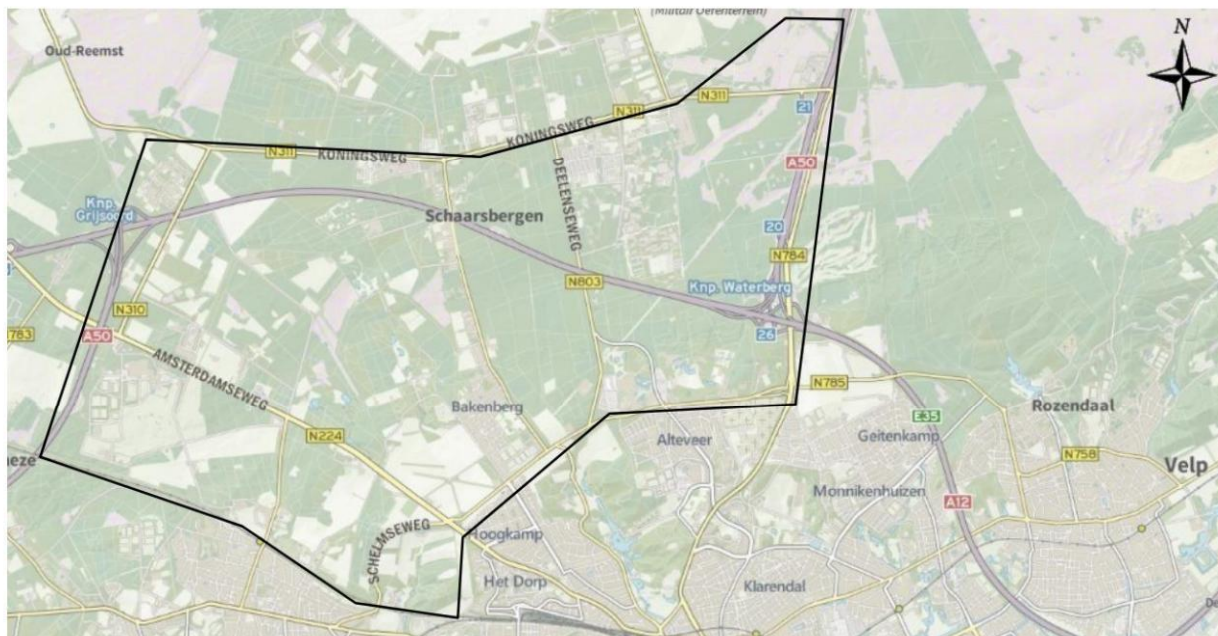 (Militair Oefenterrein)
N
Oud-Reemst
N311
N311
21
KONINGSWEG
N311
KONINGSWEG
DEELENSEWEG
A50
Knp.
Grijsoord
Schaarsbergen
20
N784
N803
Knp. Waterberg
N310
26
A50
AMSTERDAMSEWEG
N785
Bakenberg
Rozendaal
E35
N224
Alteveer
Geitenkamp
N758
Velp
Monnikenhuizen
A12
SCHELMSEWEG
Hoogkamp
Het Dorp
Klarendal